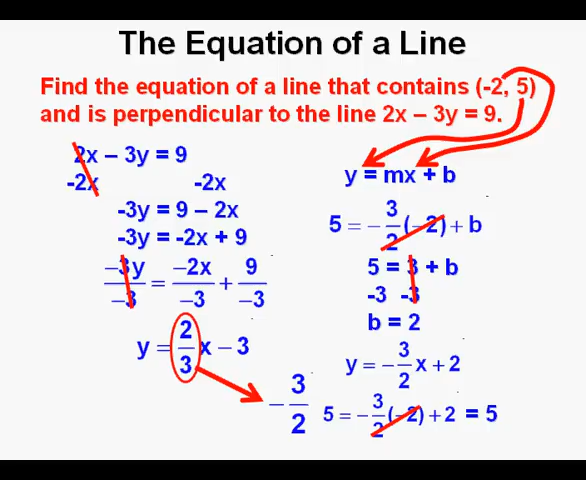 The Equation of a Line
Find the equation of a line that contains (-2, 5)
and is perpendicular to the line 2x – 3y = 9.
2x – 3y = 9
-2x -2x
-3y = 9 – 2x
-3y = -2x + 9
−3y/−3 = −2x/−3 + 9/−3
y = 2/3 x – 3
− 3/2
y = mx + b
5 = − 3/2 (−2) + b
5 = 3 + b
-3 -3
b = 2
y = − 3/2 x + 2
5 = − 3/2 (−2) + 2 = 5